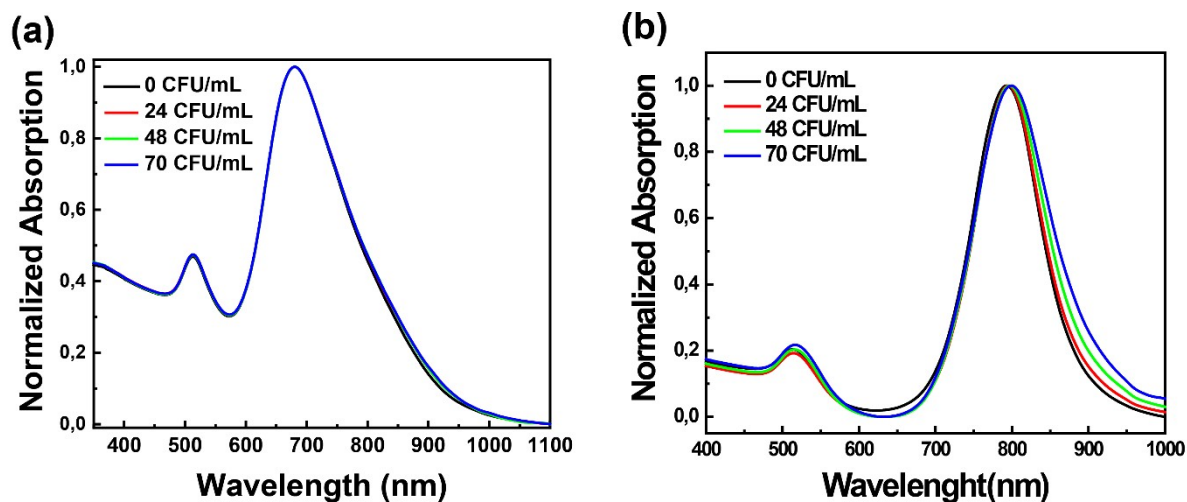 (a)
Normalized Absorption
1,0
0,8
0,6
0,4
0,2
0,0
0 CFU/mL
24 CFU/mL
48 CFU/mL
70 CFU/mL
400 500 600 700 800 900 1000 1100
Wavelength (nm)
(b)
Normalized Absorption
1,0
0,8
0,6
0,4
0,2
0,0
0 CFU/mL
24 CFU/mL
48 CFU/mL
70 CFU/mL
400 500 600 700 800 900 1000
Wavelenght(nm)